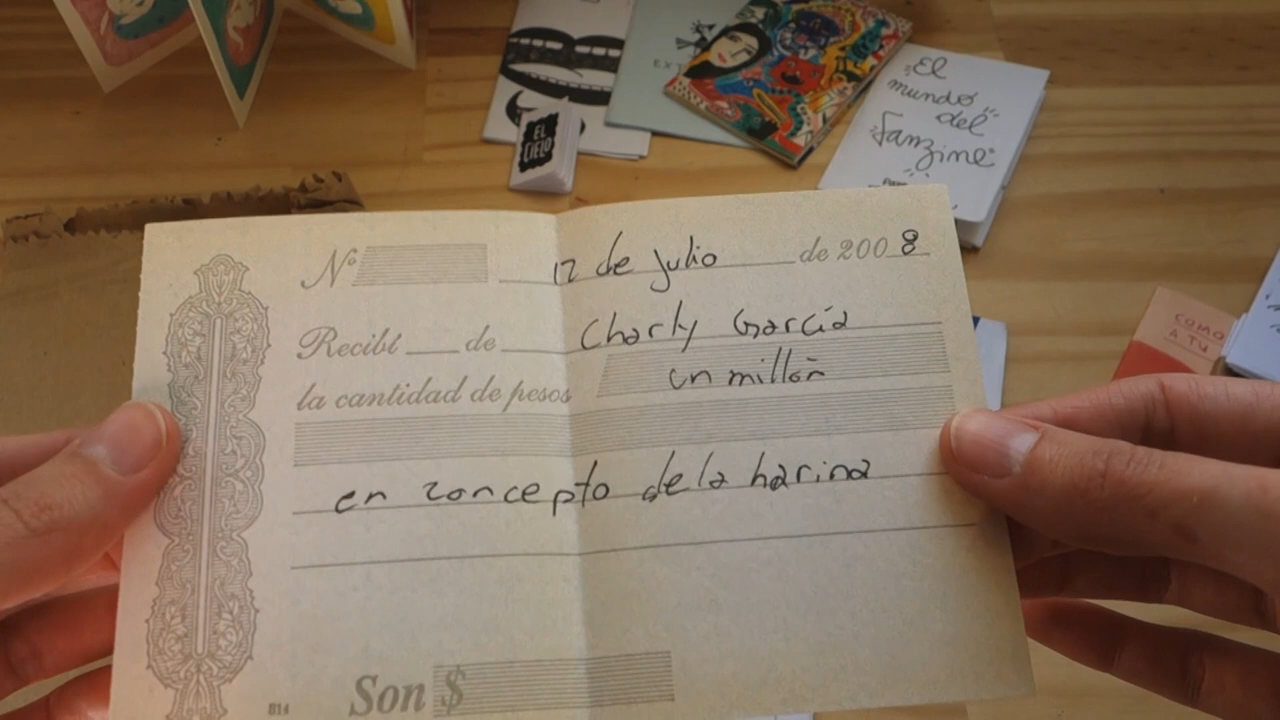 EL
CIELO
EXT
El
mundo
del
fanzine
COMO
A TU
Nº 12 de julio de 2008
Recibí de Charly García
la cantidad de pesos un millón
en concepto de la harina
Son $
814